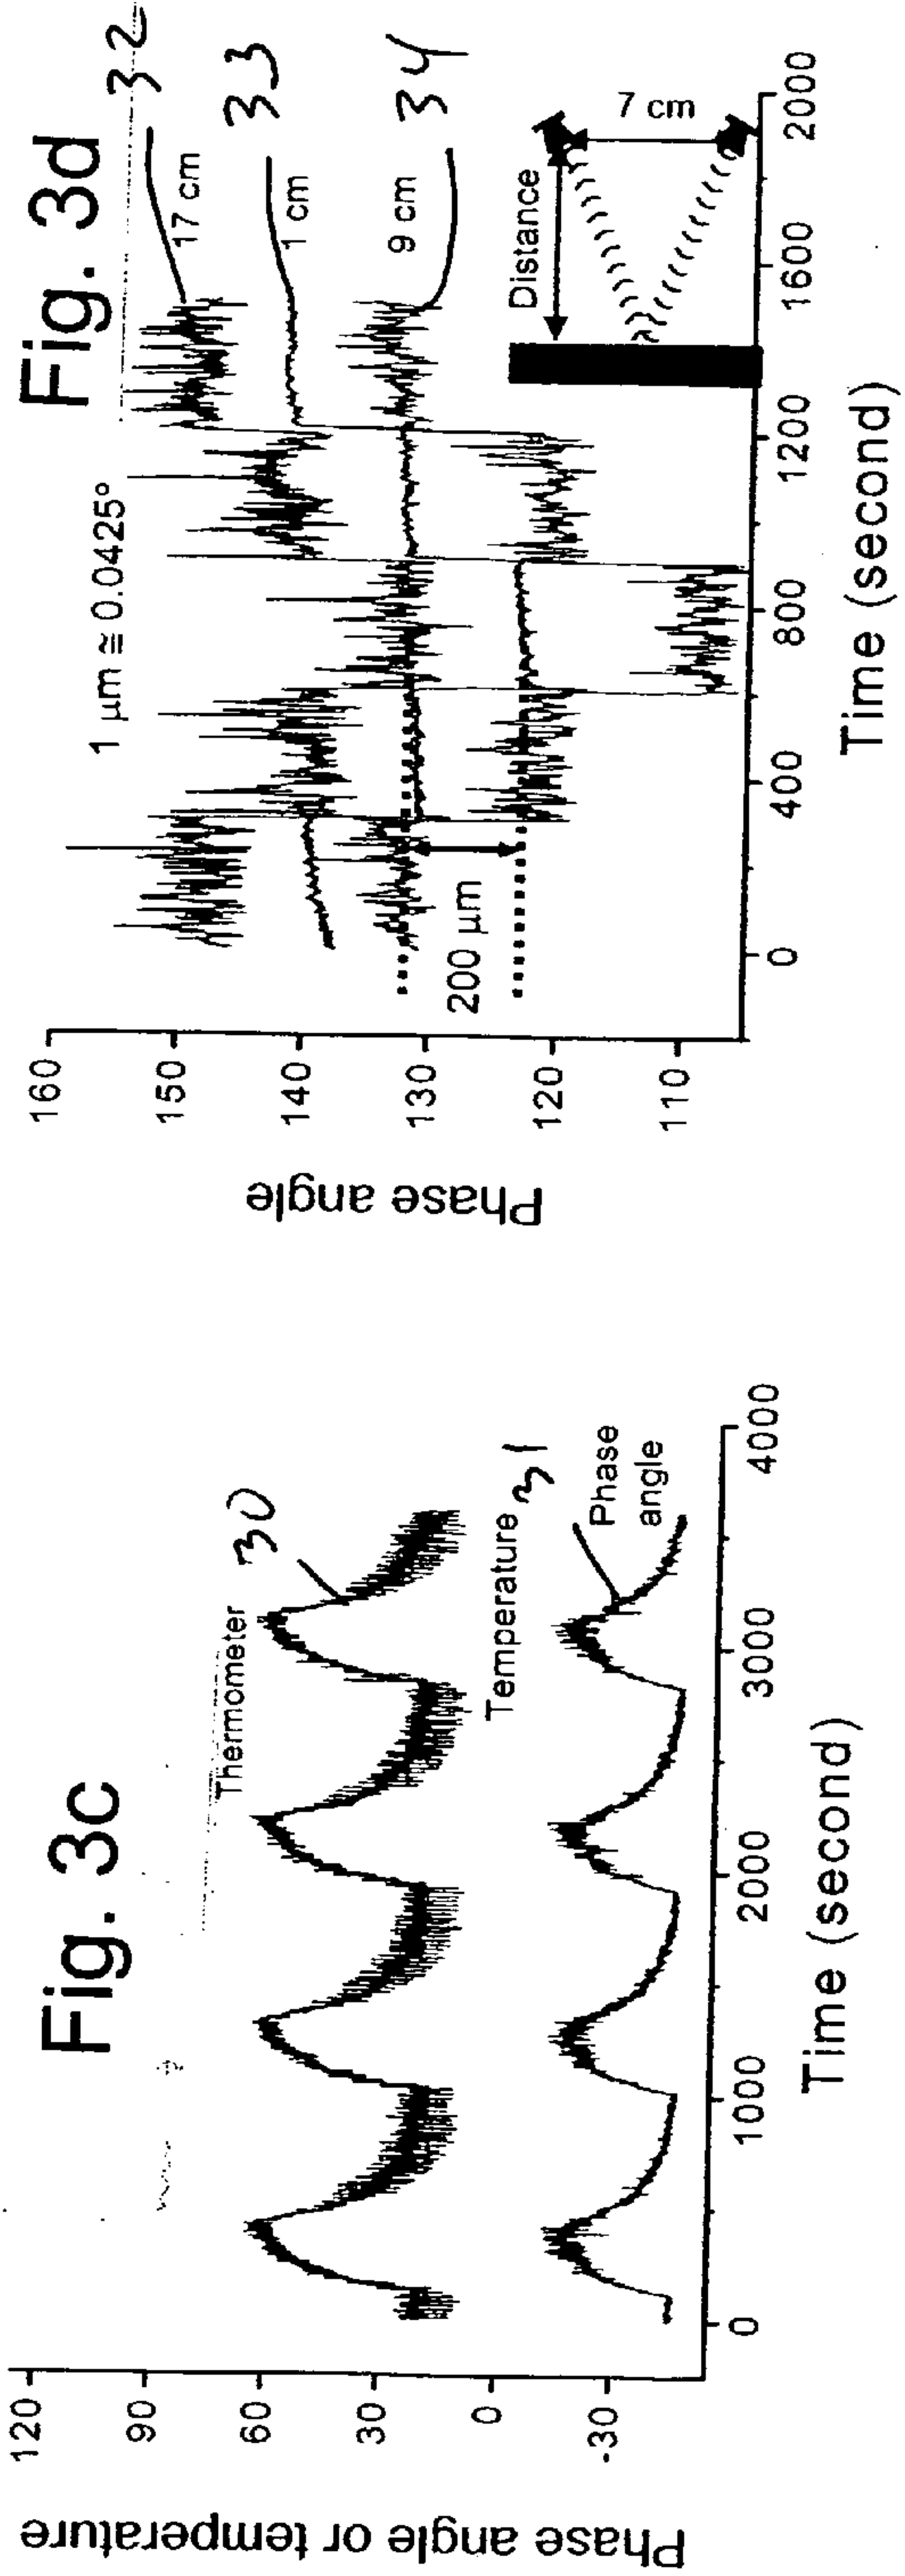 Fig. 3c
Phase angle or temperature
120
90
60
30
0
-30
Thermometer
30
Temperature
31
Phase
angle
0
1000
2000
3000
4000
Time (second)
Fig. 3d
Phase angle
160
150
140
130
120
110
1 μm ≅ 0.0425°
32
17 cm
33
1 cm
34
9 cm
200 μm
Distance
7 cm
0
400
800
1200
1600
2000
Time (second)